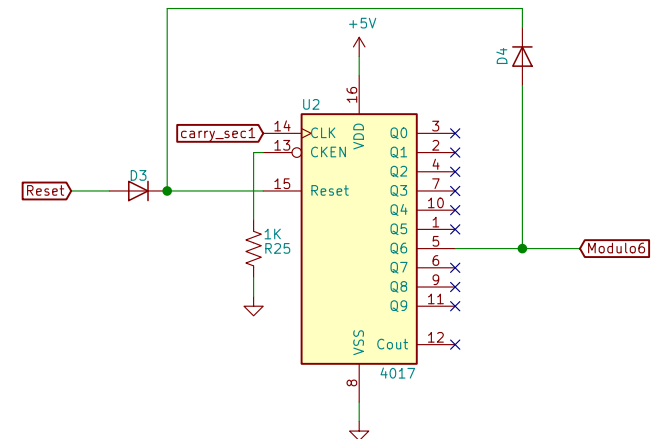 +5V
D4
U2
16
VDD
carry_sec1
14
CLK
13
CKEN
D3
Reset
15
Reset
1K
R25
Q0
3
Q1
2
Q2
4
Q3
7
Q4
10
Q5
1
Q6
5
Modulo6
Q7
6
Q8
9
Q9
11
VSS
Cout
12
8
4017